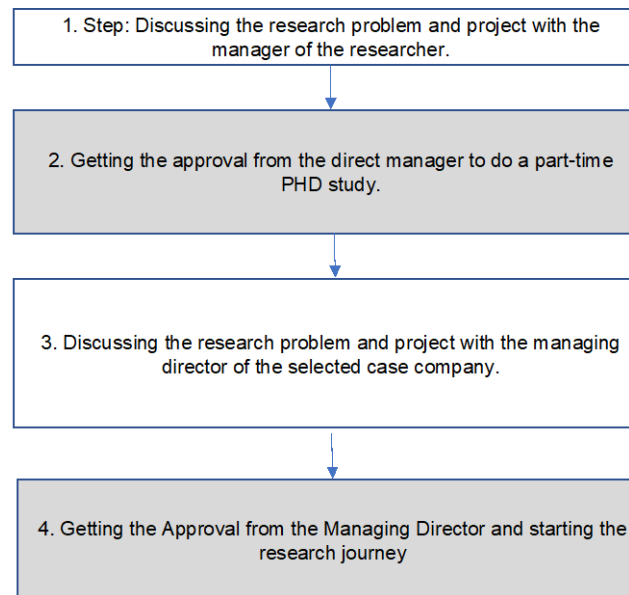 1. Step: Discussing the research problem and project with the
manager of the researcher.
2. Getting the approval from the direct manager to do a part-time
PHD study.
3. Discussing the research problem and project with the managing
director of the selected case company.
4. Getting the Approval from the Managing Director and starting the
research journey